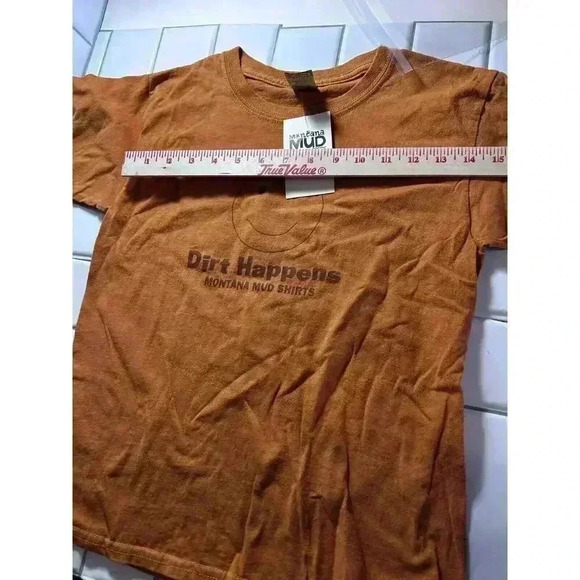 Montana
MUD
1 2 3 4 5 6 7 8 9 10 11 12 13 14 15
True Value®
Dirt Happens
MONTANA MUD SHIRTS